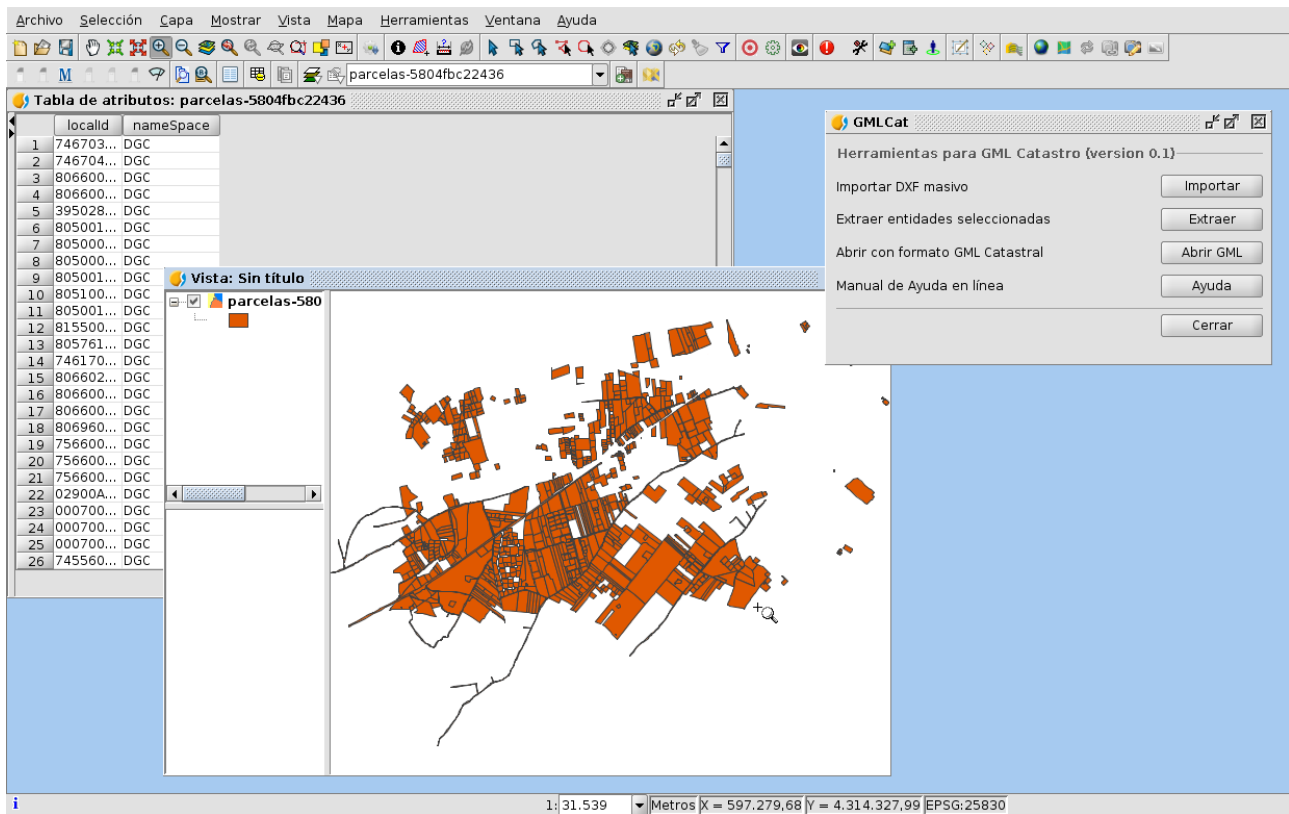 Archivo Selección Capa Mostrar Vista Mapa Herramientas Ventana Ayuda
M parcelas-5804fbc22436
Tabla de atributos: parcelas-5804fbc22436
localId nameSpace
1 746703... DGC
2 746704... DGC
3 806600... DGC
4 806600... DGC
5 395028... DGC
6 805001... DGC
7 805000... DGC
8 805000... DGC
9 805001... DGC
10 805100... DGC
11 805001... DGC
12 815500... DGC
13 805761... DGC
14 746170... DGC
15 806602... DGC
16 806600... DGC
17 806600... DGC
18 806960... DGC
19 756600... DGC
20 756600... DGC
21 756600... DGC
22 02900A... DGC
23 000700... DGC
24 000700... DGC
25 000700... DGC
26 745560... DGC
Vista: Sin título
parcelas-580
GMLCat
Herramientas para GML Catastro (version 0.1)
Importar DXF masivo Importar
Extraer entidades seleccionadas Extraer
Abrir con formato GML Catastral Abrir GML
Manual de Ayuda en línea Ayuda
Cerrar
1: 31.539 Metros X = 597.279,68 Y = 4.314.327,99 EPSG:25830